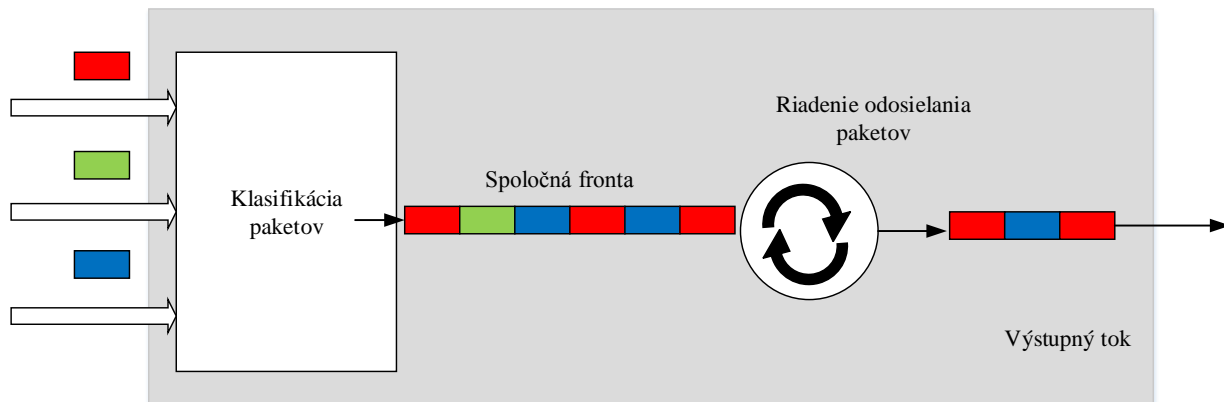 Klasifikácia
paketov
Spoločná fronta
Riadenie odosielania
paketov
Výstupný tok